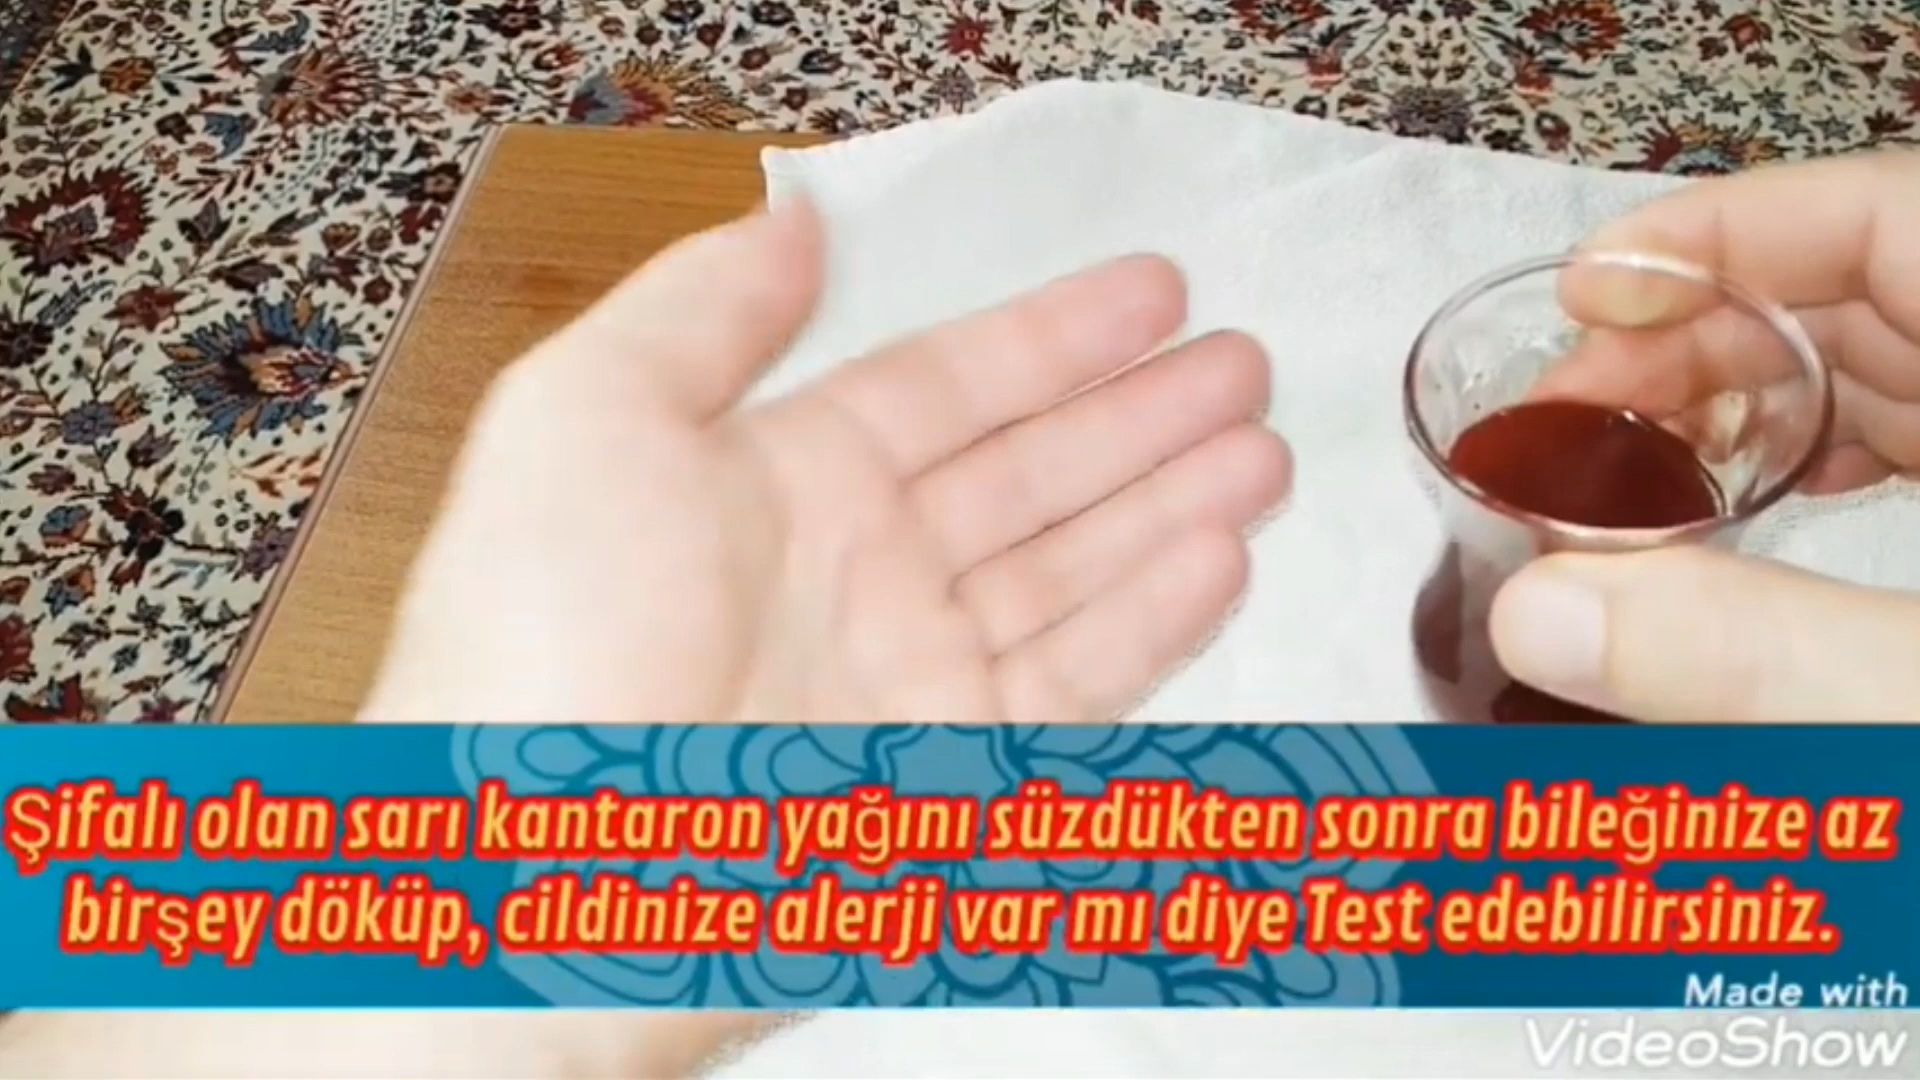 Şifalı olan sarı kantaron yağını süzdükten sonra bileğinize az
birşey döküp, cildinize alerji var mı diye Test edebilirsiniz.
Made with
VideoShow